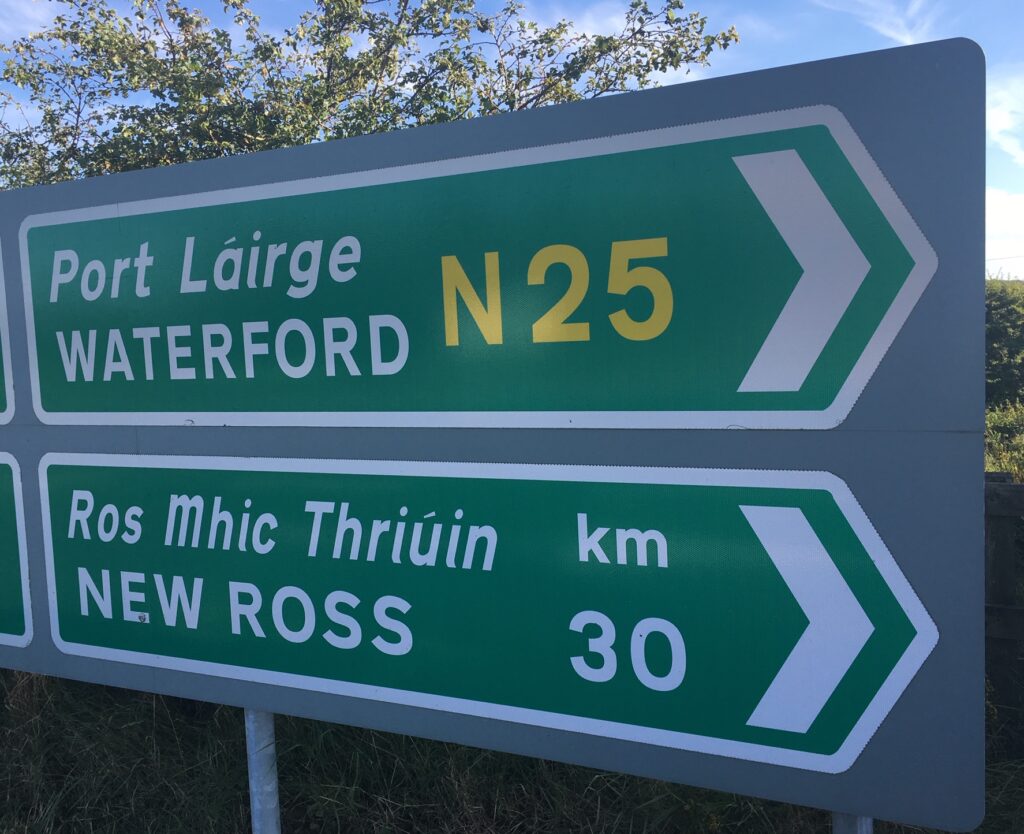 Port Láirge
WATERFORD
N25
Ros Mhic Thriúin
NEW ROSS
km
30